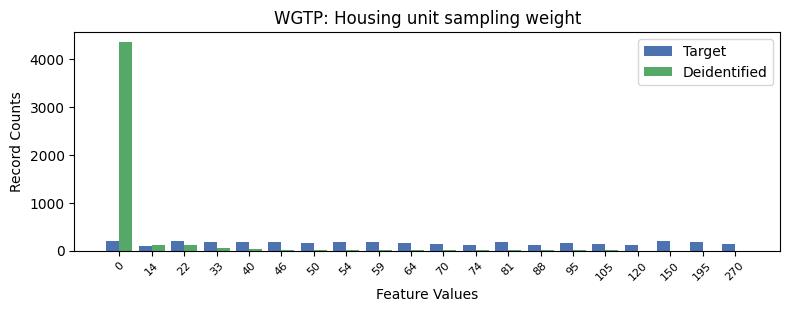 WGTP: Housing unit sampling weight
Target
Deidentified
Record Counts
4000
3000
2000
1000
0
0 14 22 33 40 46 50 54 59 64 70 74 81 88 95 105 120 150 195 270
Feature Values